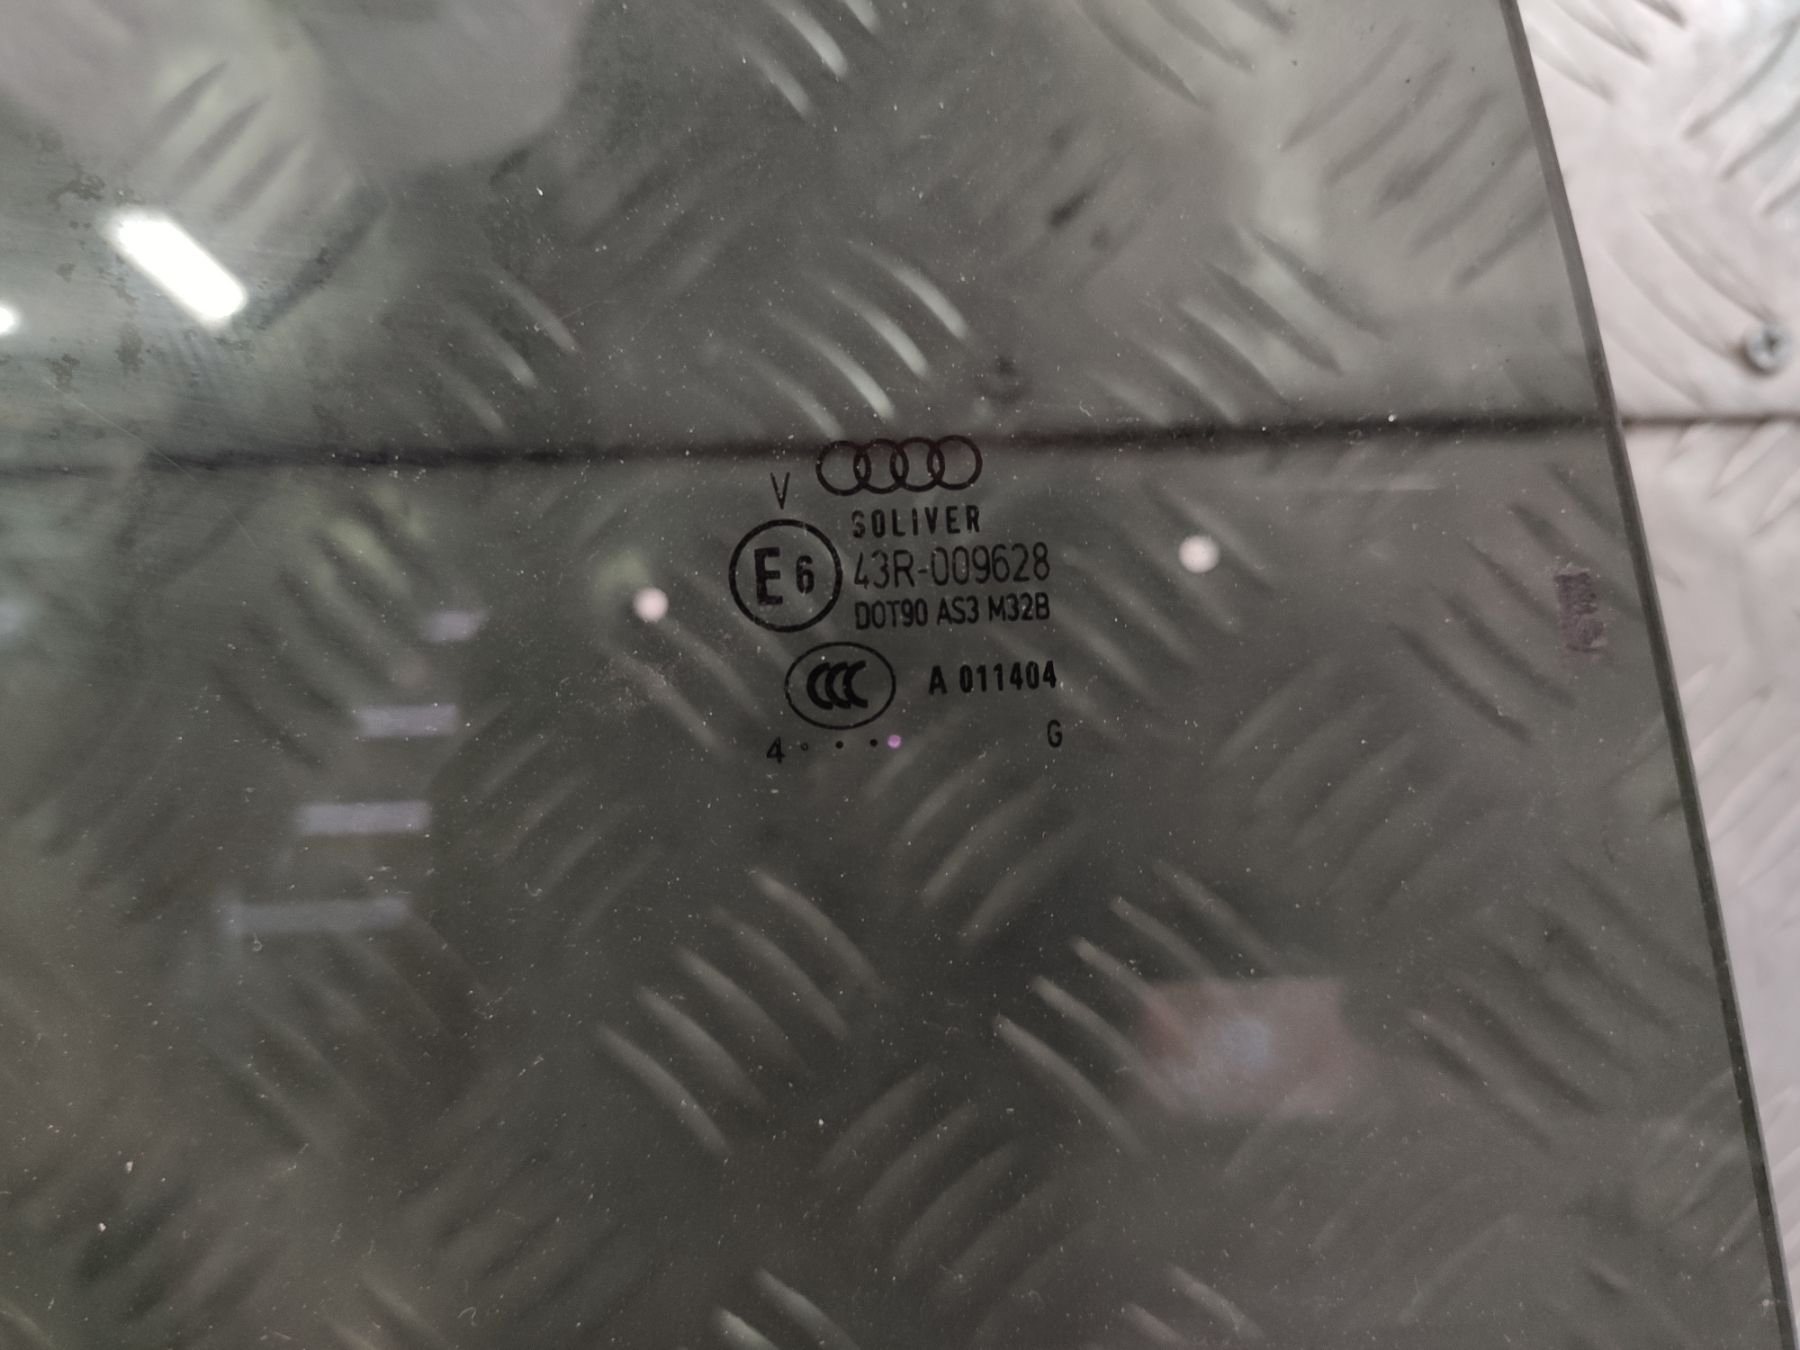 V
SOLIVER
E6
43R-009628
DOT90 AS3 M32B
CCC
A 011404
4 . . .
G